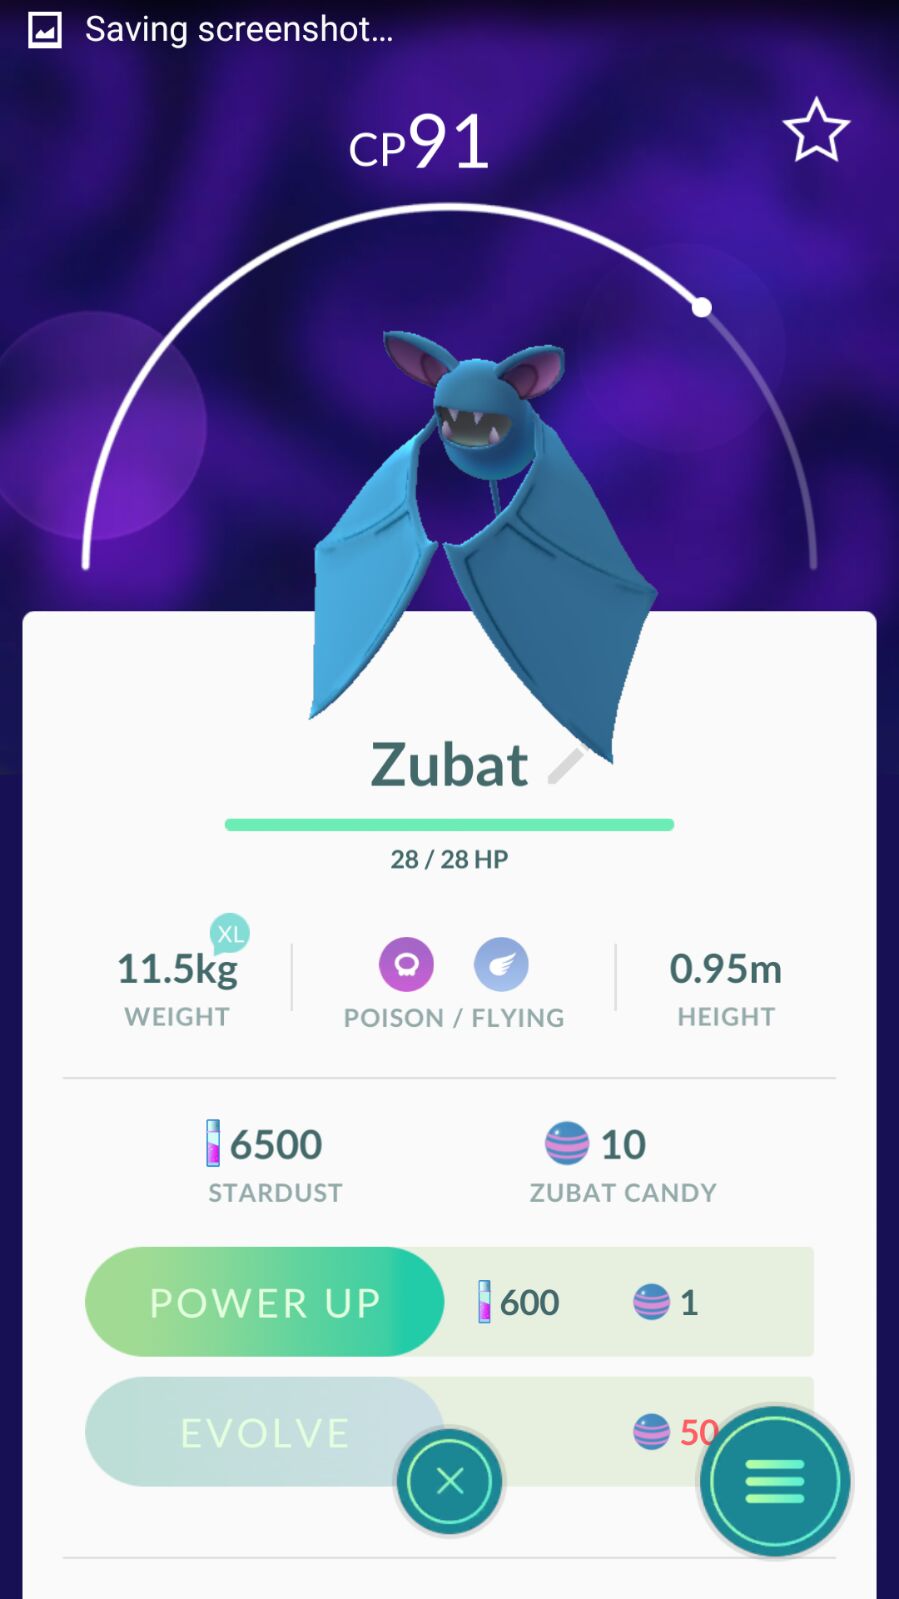 Saving screenshot...
CP91
Zubat
28 / 28 HP
XL
11.5kg
WEIGHT
POISON / FLYING
0.95m
HEIGHT
6500
STARDUST
10
ZUBAT CANDY
POWER UP 600 1
EVOLVE 50